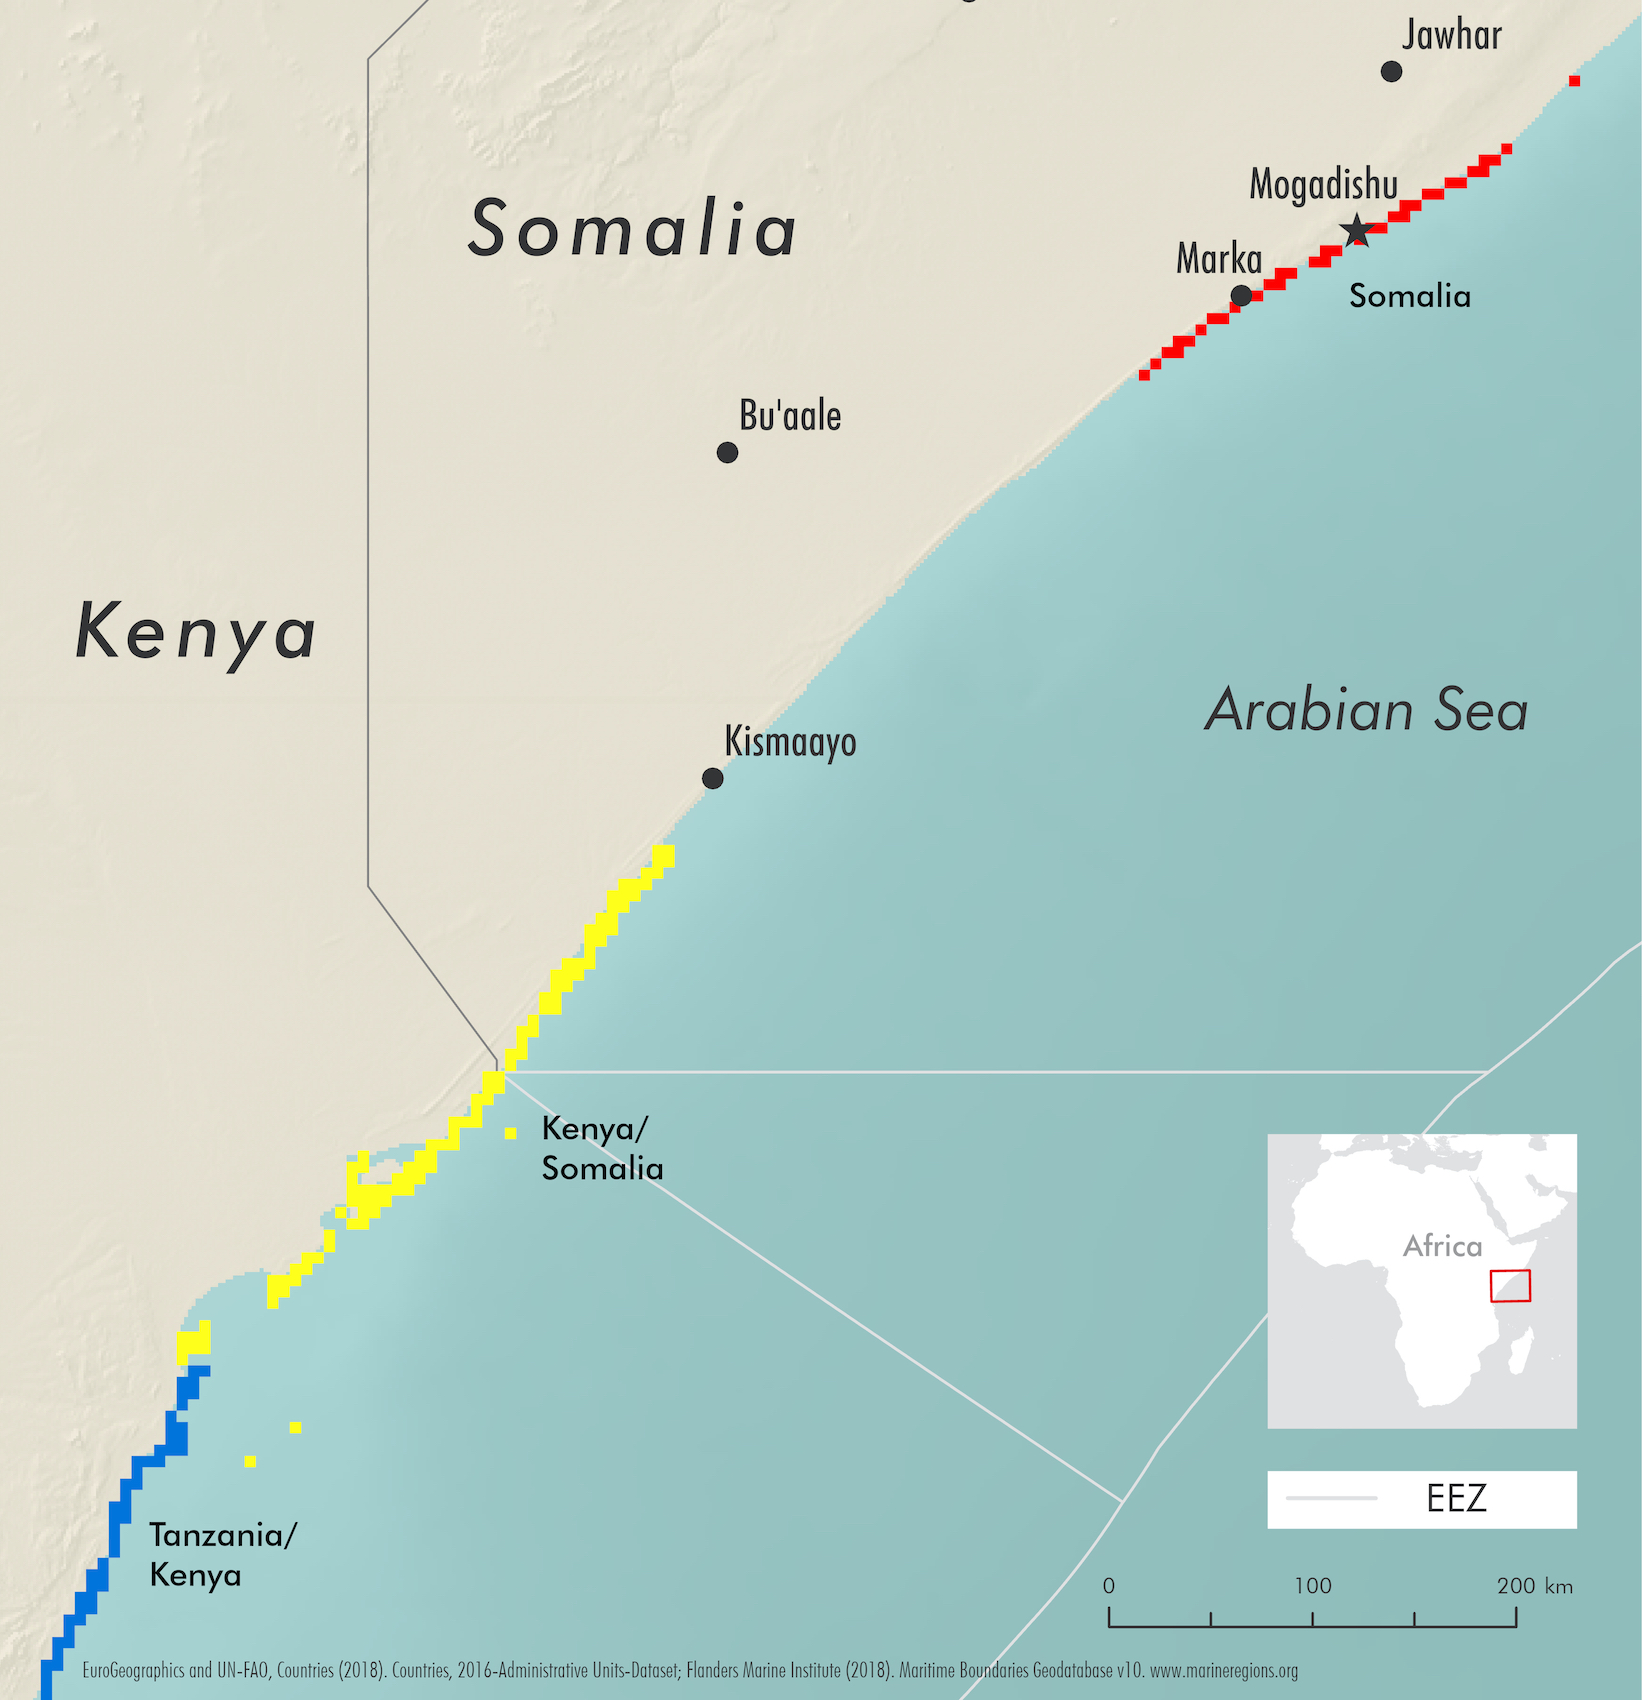 Jawhar
Mogadishu
Somalia
Marka
Somalia
Bu'aale
Kenya
Arabian Sea
Kismaayo
Kenya/
Somalia
Africa
EEZ
Tanzania/
Kenya
0 100 200 km
EuroGeographics and UN-FAO, Countries (2018). Countries, 2016-Administrative Units-Dataset; Flanders Marine Institute (2018). Maritime Boundaries Geodatabase v10. www.marineregions.org